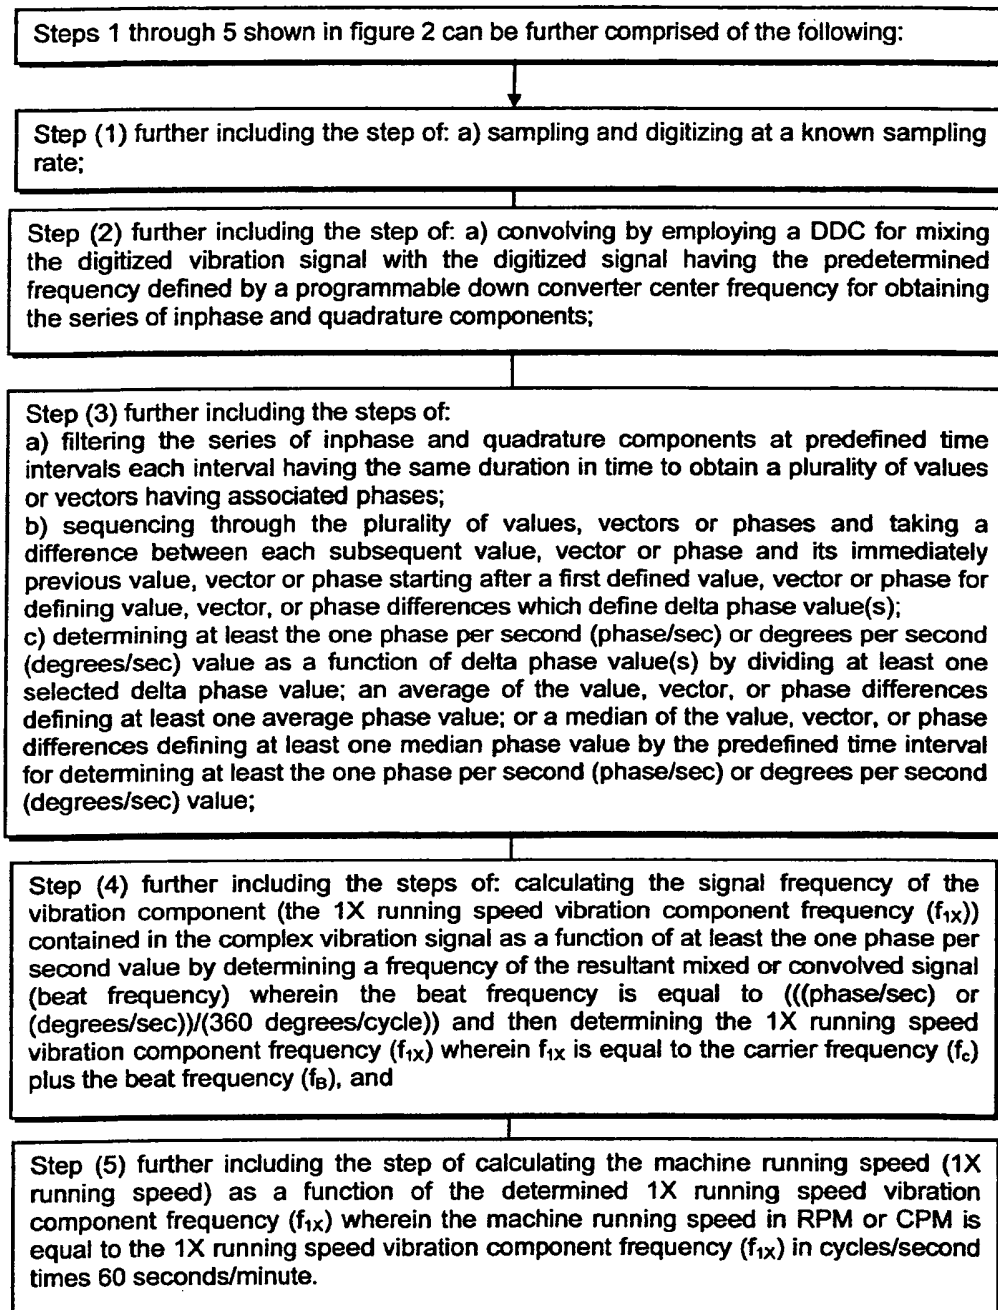 Steps 1 through 5 shown in figure 2 can be further comprised of the following:
Step (1) further including the step of: a) sampling and digitizing at a known sampling
rate;
Step (2) further including the step of: a) convolving by employing a DDC for mixing
the digitized vibration signal with the digitized signal having the predetermined
frequency defined by a programmable down converter center frequency for obtaining
the series of inphase and quadrature components;
Step (3) further including the steps of:
a) filtering the series of inphase and quadrature components at predefined time
intervals each interval having the same duration in time to obtain a plurality of values
or vectors having associated phases;
b) sequencing through the plurality of values, vectors or phases and taking a
difference between each subsequent value, vector or phase and its immediately
previous value, vector or phase starting after a first defined value, vector or phase for
defining value, vector, or phase differences which define delta phase value(s);
c) determining at least the one phase per second (phase/sec) or degrees per second
(degrees/sec) value as a function of delta phase value(s) by dividing at least one
selected delta phase value; an average of the value, vector, or phase differences
defining at least one average phase value; or a median of the value, vector, or phase
differences defining at least one median phase value by the predefined time interval
for determining at least the one phase per second (phase/sec) or degrees per second
(degrees/sec) value;
Step (4) further including the steps of: calculating the signal frequency of the
vibration component (the 1X running speed vibration component frequency (f1X))
contained in the complex vibration signal as a function of at least the one phase per
second value by determining a frequency of the resultant mixed or convolved signal
(beat frequency) wherein the beat frequency is equal to (((phase/sec) or
(degrees/sec))/(360 degrees/cycle)) and then determining the 1X running speed
vibration component frequency (f1X) wherein f1X is equal to the carrier frequency (fc)
plus the beat frequency (fB), and
Step (5) further including the step of calculating the machine running speed (1X
running speed) as a function of the determined 1X running speed vibration
component frequency (f1X) wherein the machine running speed in RPM or CPM is
equal to the 1X running speed vibration component frequency (f1X) in cycles/second
times 60 seconds/minute.